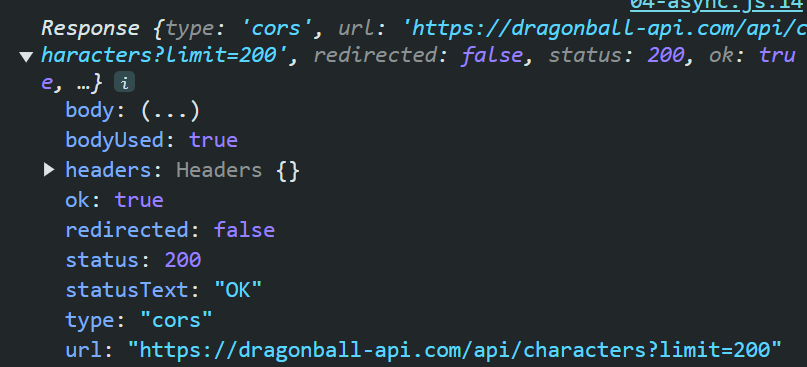 04-async.js:14
Response {type: 'cors', url: 'https://dragonball-api.com/api/c
haracters?limit=200', redirected: false, status: 200, ok: tru
e, …} i
body: (...)
bodyUsed: true
headers: Headers {}
ok: true
redirected: false
status: 200
statusText: "OK"
type: "cors"
url: "https://dragonball-api.com/api/characters?limit=200"